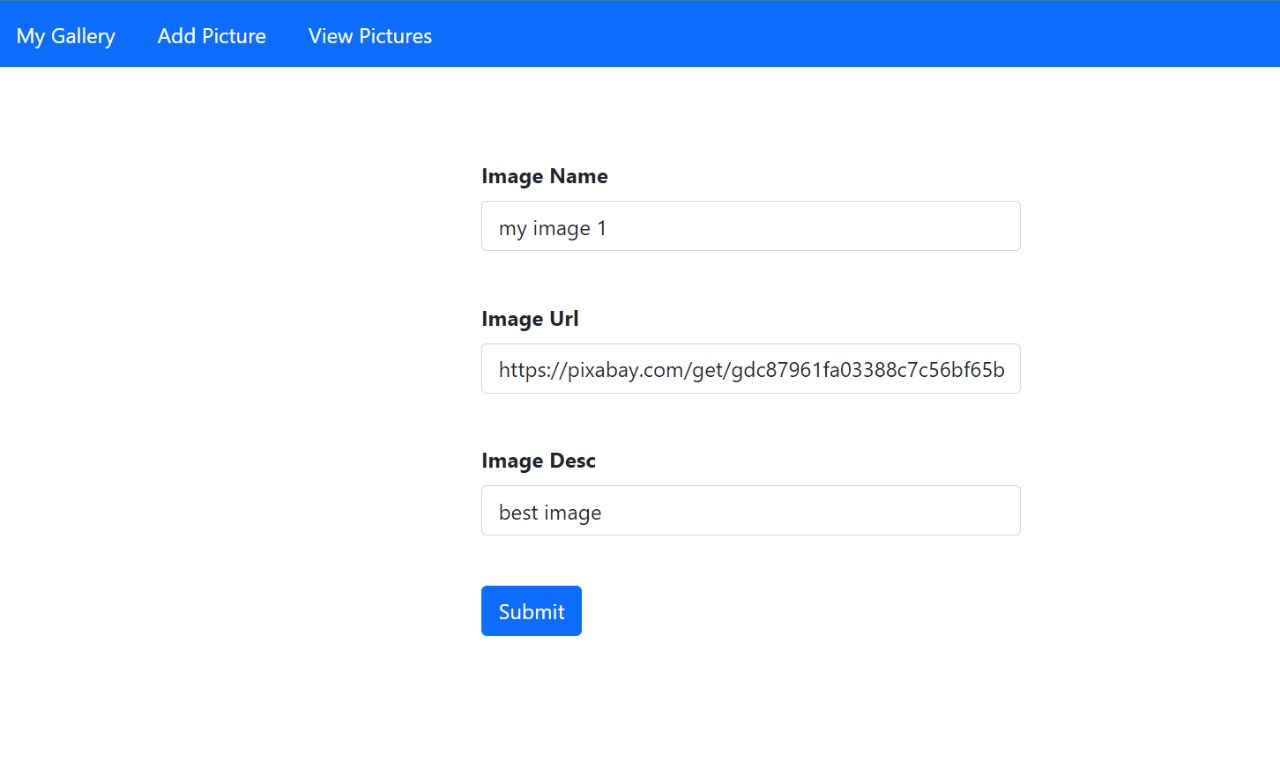 My Gallery Add Picture View Pictures
Image Name
my image 1
Image Url
https://pixabay.com/get/gdc87961fa03388c7c56bf65b
Image Desc
best image
Submit